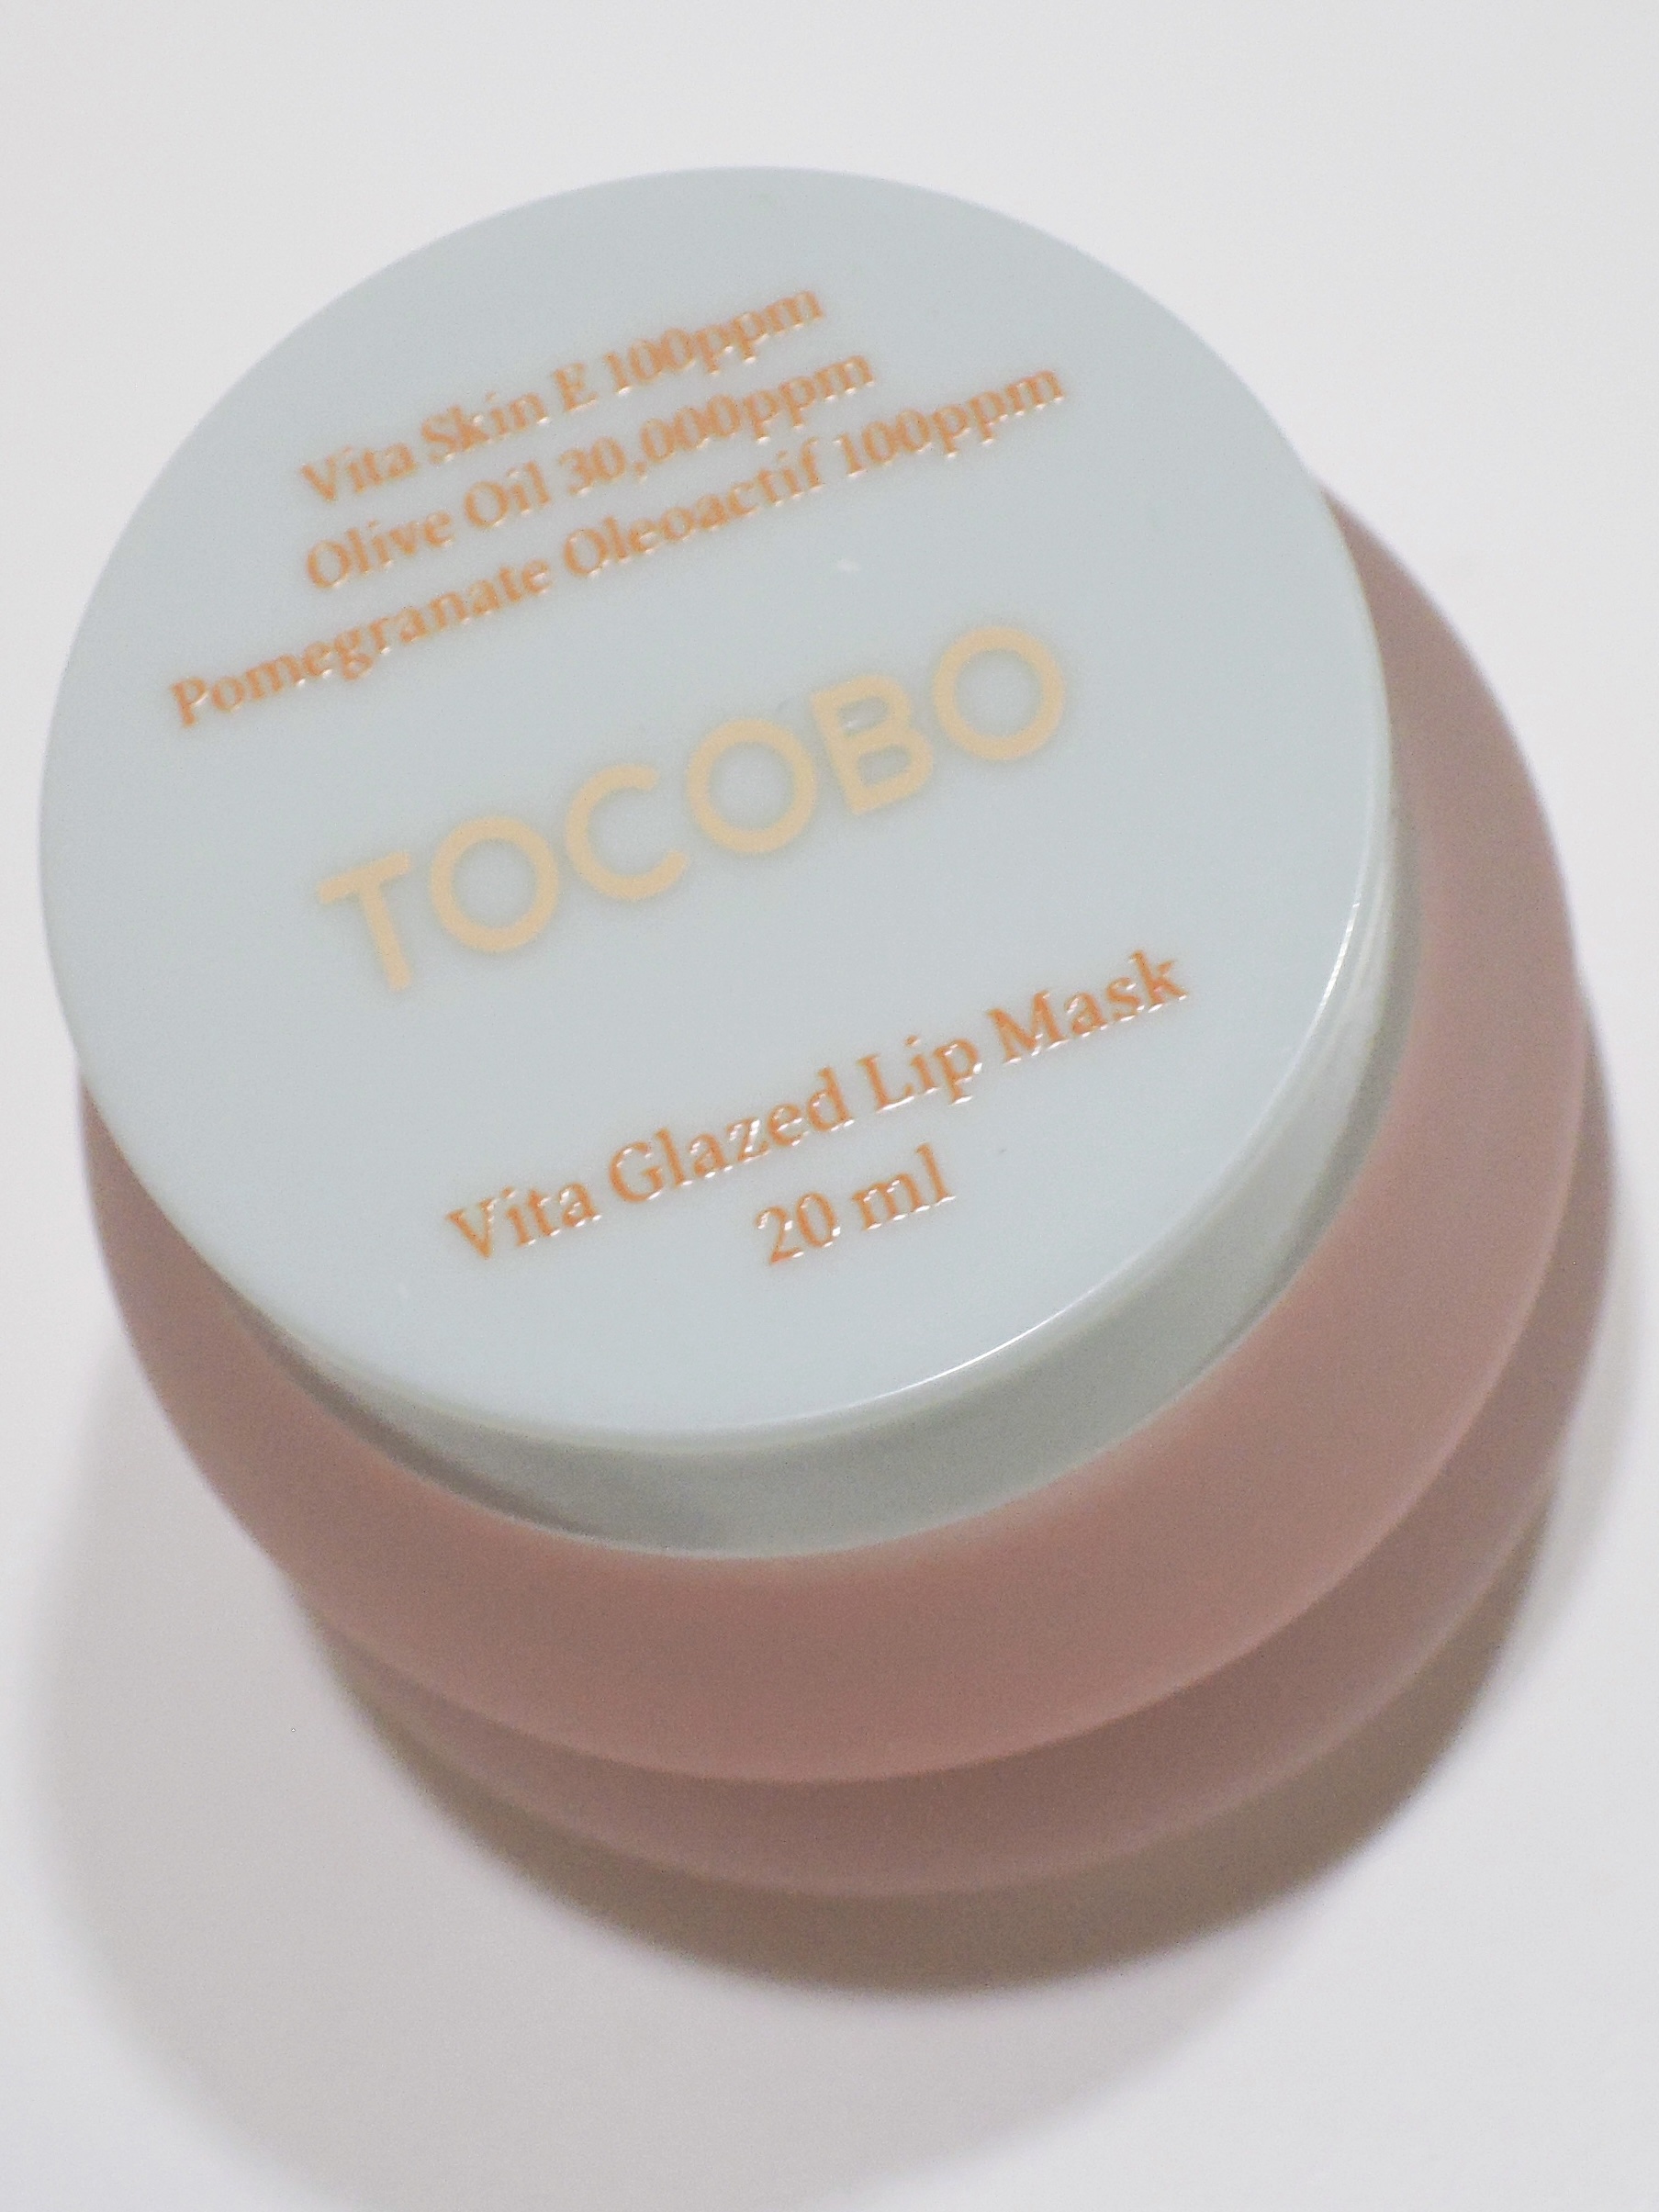 Vita Skin E 100ppm
Olive Oil 30,000ppm
Pomegranate Oleoactif 100ppm
TOCOBO
Vita Glazed Lip Mask
20 ml